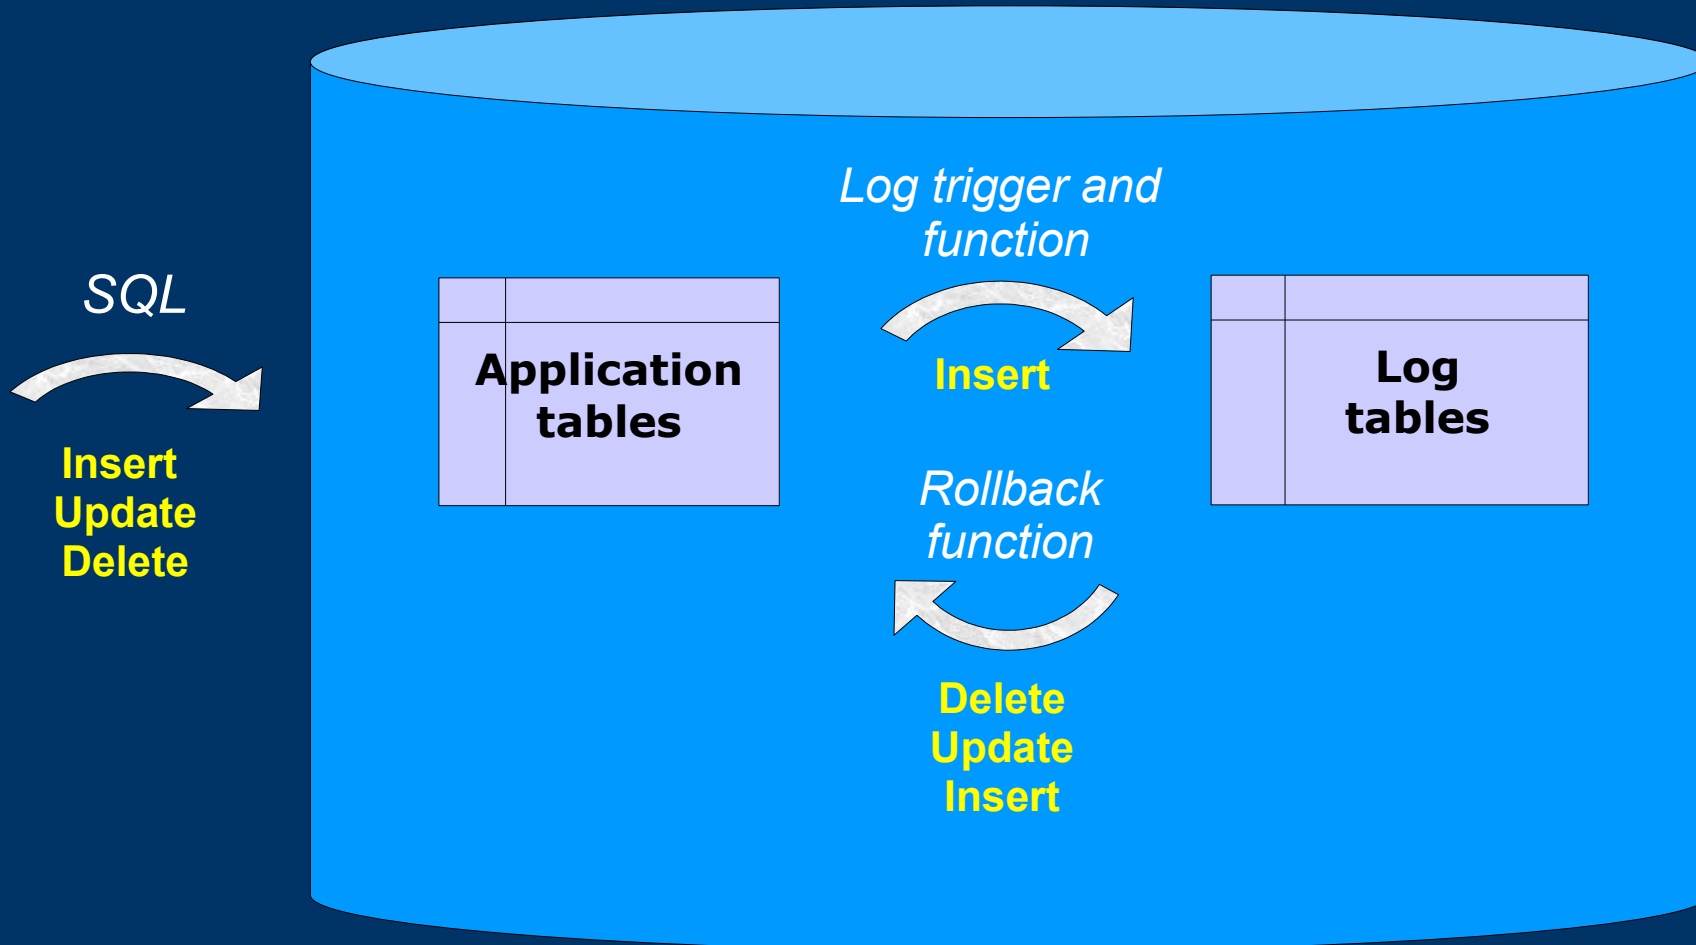 SQL
Insert
Update
Delete
Application
tables
Log trigger and
function
Insert
Rollback
function
Delete
Update
Insert
Log
tables